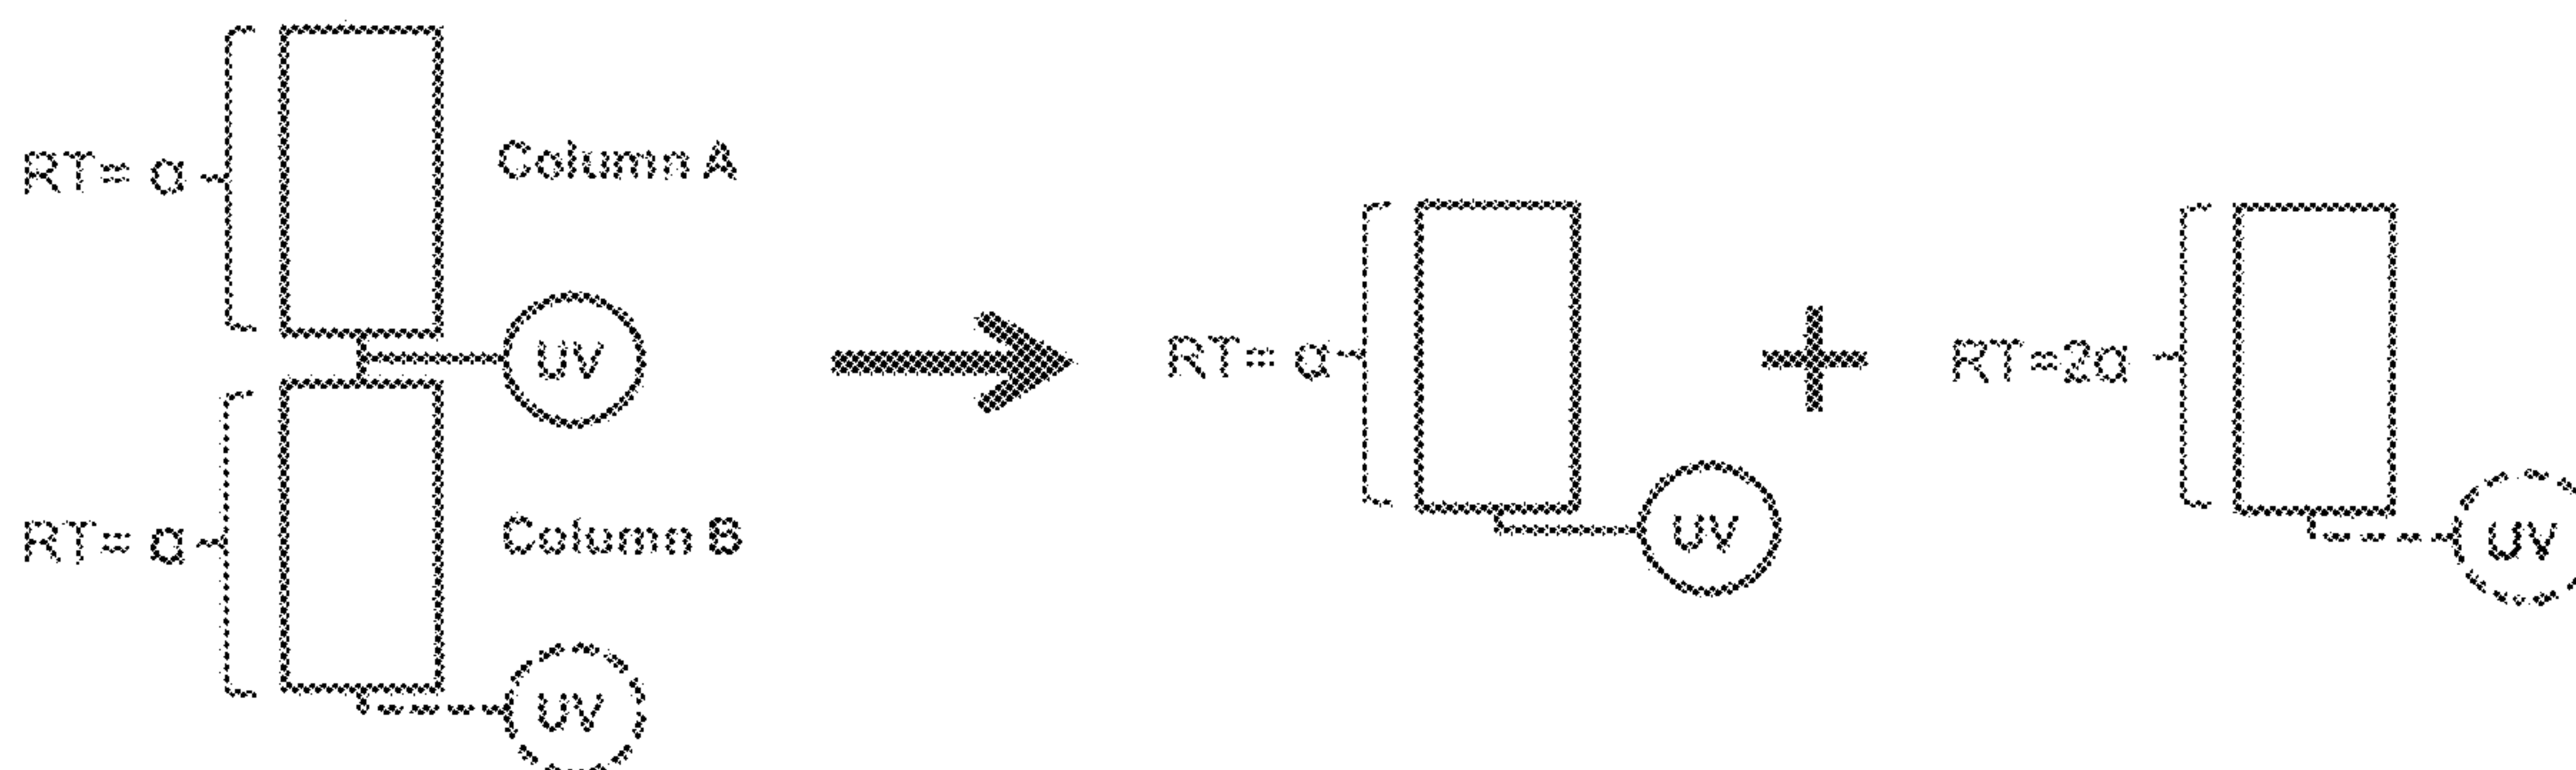 RT= α
Column A
UV
RT= α
Column B
UV
RT= α
UV
+
RT=2α
UV